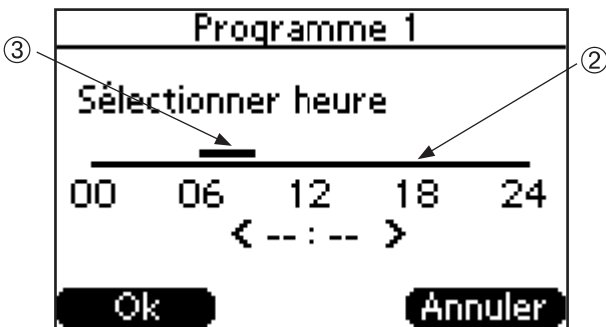 Programme 1
③
②
Sélectionner heure
00 06 12 18 24
< -- : -- >
Ok Annuler